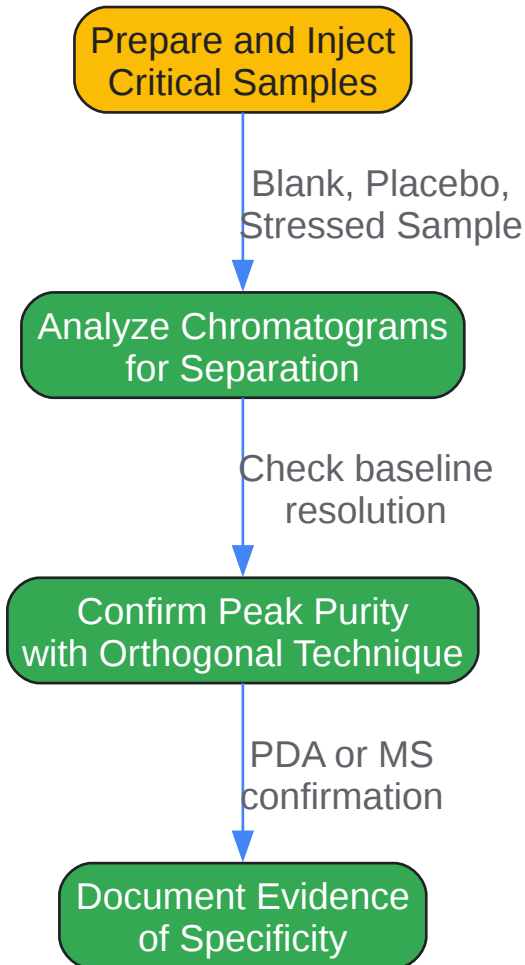 Prepare and Inject
Critical Samples
Blank, Placebo,
Stressed Sample
Analyze Chromatograms
for Separation
Check baseline
resolution
Confirm Peak Purity
with Orthogonal Technique
PDA or MS
confirmation
Document Evidence
of Specificity